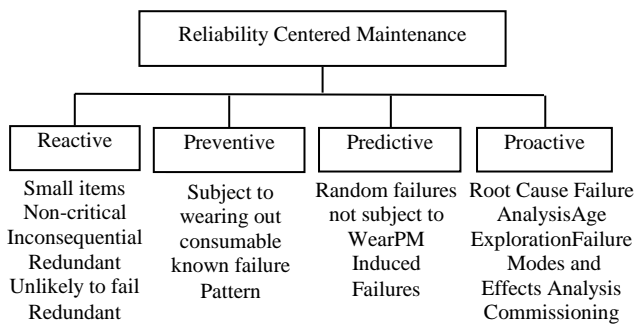 Reliability Centered Maintenance
Reactive
Small items
Non-critical
Inconsequential
Redundant
Unlikely to fail
Redundant
Preventive
Subject to
wearing out
consumable
known failure
Pattern
Predictive
Random failures
not subject to
WearPM
Induced
Failures
Proactive
Root Cause Failure
AnalysisAge
ExplorationFailure
Modes and
Effects Analysis
Commissioning